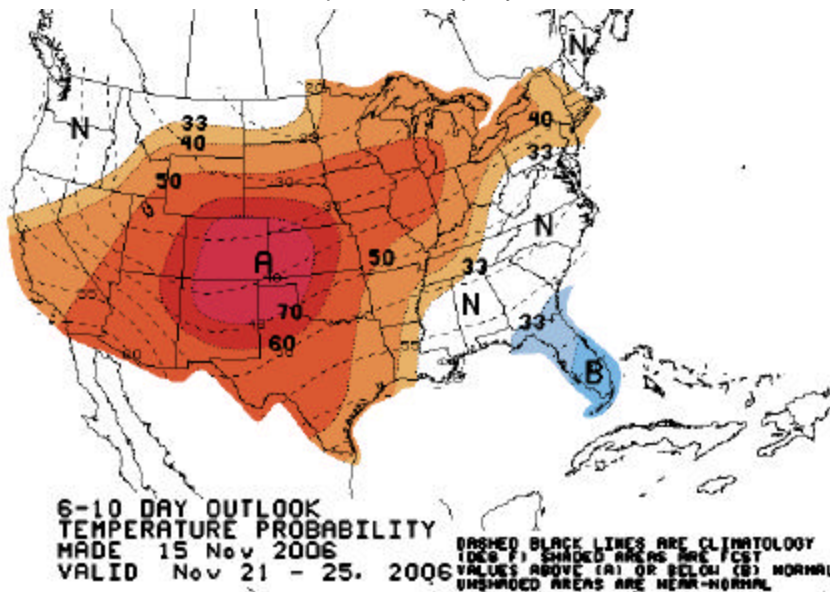 N
N
33
40
40
33
50
N
A
50
33
N
70
33
60
B
6-10 DAY OUTLOOK
TEMPERATURE PROBABILITY
MADE 15 Nov 2006
VALID Nov 21 - 25, 2006
DASHED BLACK LINES ARE CLIMATOLOGY
(DEG F) SHADED AREAS ARE FCST
VALUES ABOVE (A) OR BELOW (B) NORMAL
UNSHADED AREAS ARE NEAR-NORMAL